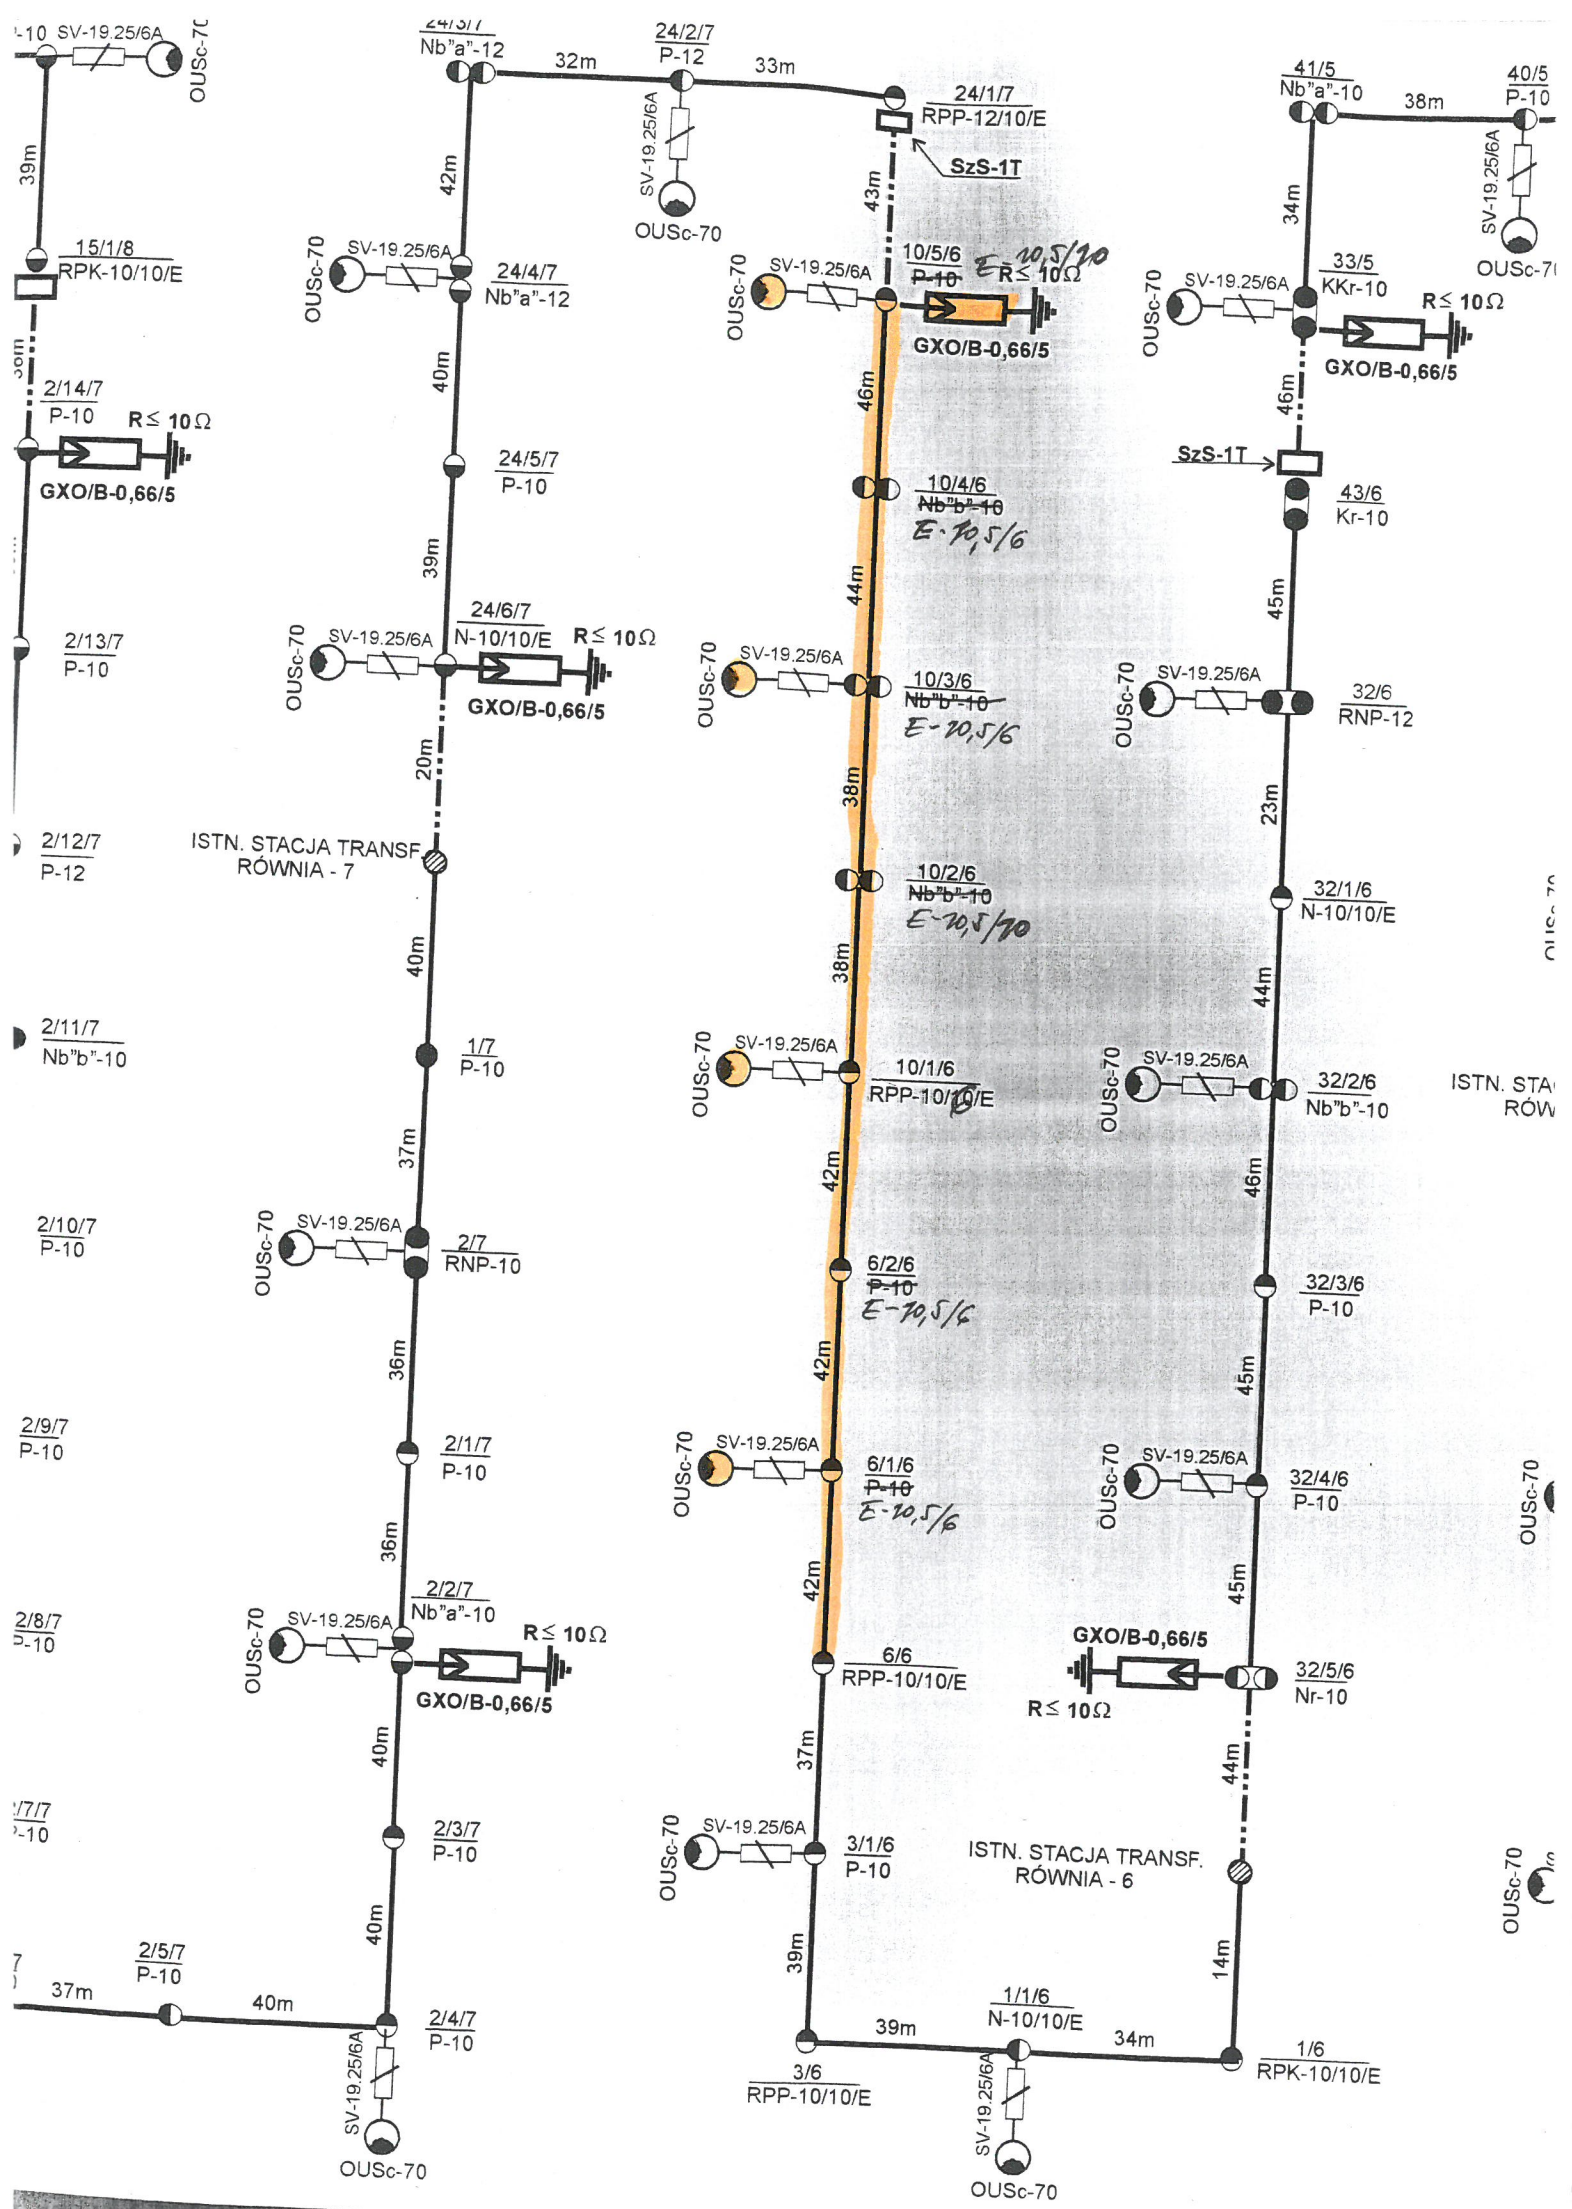 SV-19.25/6A
OUSc-70
39m
15/1/8
RPK-10/10/E
2/14/7
P-10
R≤ 10Ω
GXO/B-0,66/5
2/13/7
P-10
2/12/7
P-12
2/11/7
Nb"b"-10
2/10/7
P-10
2/9/7
P-10
2/8/7
P-10
37m
2/5/7
P-10
40m
24/3/7
Nb"a"-12
32m
24/2/7
P-12
33m
SV-19.25/6A
OUSc-70
24/1/7
RPP-12/10/E
SzS-1T
42m
OUSc-70
SV-19.25/6A
24/4/7
Nb"a"-12
40m
24/5/7
P-10
39m
24/6/7
N-10/10/E
R≤ 10Ω
OUSc-70
SV-19.25/6A
GXO/B-0,66/5
20m
ISTN. STACJA TRANSF.
RÓWNIA - 7
40m
1/7
P-10
37m
OUSc-70
SV-19.25/6A
2/7
RNP-10
36m
2/1/7
P-10
36m
2/2/7
Nb"a"-10
OUSc-70
SV-19.25/6A
R≤ 10Ω
GXO/B-0,66/5
40m
2/3/7
P-10
40m
2/4/7
P-10
SV-19.25/6A
OUSc-70
43m
10/5/6
P-10
E-10,5/10
R≤ 10Ω
OUSc-70
SV-19.25/6A
GXO/B-0,66/5
46m
10/4/6
Nb"b"-10
E-10,5/6
44m
OUSc-70
SV-19.25/6A
10/3/6
Nb"b"-10
E-10,5/6
38m
10/2/6
Nb"b"-10
E-10,5/10
38m
OUSc-70
SV-19.25/6A
10/1/6
RPP-10/10/E
6
42m
6/2/6
P-10
E-10,5/6
42m
OUSc-70
SV-19.25/6A
6/1/6
P-10
E-10,5/6
42m
6/6
RPP-10/10/E
37m
OUSc-70
SV-19.25/6A
3/1/6
P-10
39m
3/6
RPP-10/10/E
39m
1/1/6
N-10/10/E
34m
SV-19.25/6A
OUSc-70
1/6
RPK-10/10/E
14m
ISTN. STACJA TRANSF.
RÓWNIA - 6
41/5
Nb"a"-10
38m
40/5
P-10
SV-19.25/6A
34m
OUSc-70
SV-19.25/6A
33/5
KKr-10
R≤ 10Ω
GXO/B-0,66/5
46m
SzS-1T
43/6
Kr-10
45m
OUSc-70
SV-19.25/6A
32/6
RNP-12
23m
32/1/6
N-10/10/E
44m
OUSc-70
SV-19.25/6A
32/2/6
Nb"b"-10
46m
32/3/6
P-10
45m
OUSc-70
SV-19.25/6A
32/4/6
P-10
45m
GXO/B-0,66/5
R≤ 10Ω
32/5/6
Nr-10
44m
ISTN.
OUSc-70
OUSc-70